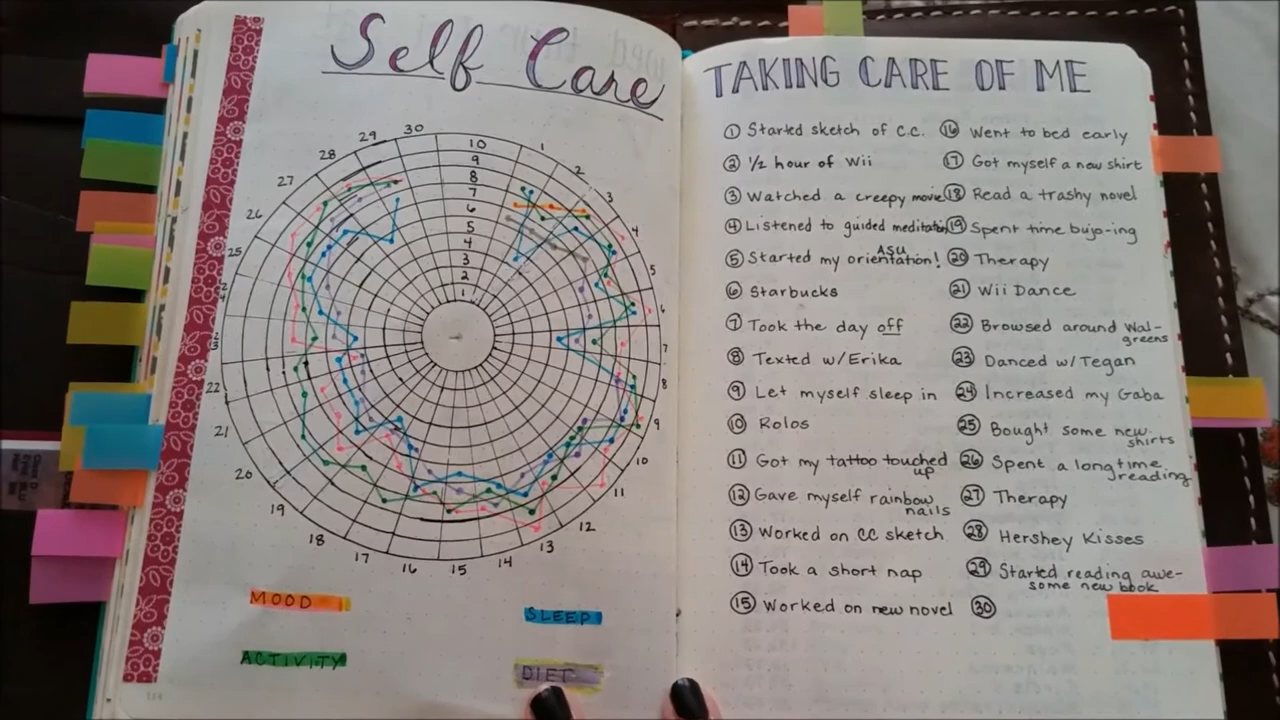 Self Care
30
29
28
27
26
25
23
22
21
20
19
18
17
16
15
14
13
12
11
10
9
8
7
6
5
4
3
2
1
10
9
8
7
6
5
4
3
2
1
MOOD
SLEEP
ACTIVITY
DIET
TAKING CARE OF ME
1 Started sketch of C.C.
2 1/2 hour of Wii
3 Watched a creepy movie
4 Listened to guided meditation
5 Started my ASU orientation!
6 Starbucks
7 Took the day off
8 Texted w/Erika
9 Let myself sleep in
10 Rolos
11 Got my tattoo touched
up
12 Gave myself rainbow
nails
13 Worked on CC sketch
14 Took a short nap
15 Worked on new novel
16 Went to bed early
17 Got myself a new shirt
18 Read a trashy novel
19 Spent time bujo-ing
20 Therapy
21 Wii Dance
22 Browsed around Wal-
greens
23 Danced w/Tegan
24 Increased my Gaba
25 Bought some new
shirts
26 Spent a long time
reading
27 Therapy
28 Hershey Kisses
29 Started reading awe-
some new book
30